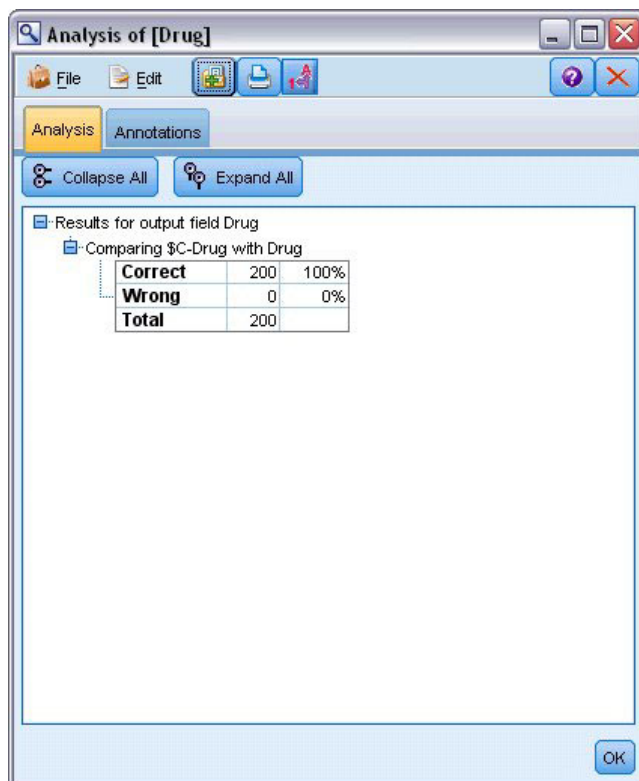 Analysis of [Drug]
File Edit
Analysis Annotations
Collapse All Expand All
Results for output field Drug
Comparing $C-Drug with Drug
Correct 200 100%
Wrong 0 0%
Total 200
OK